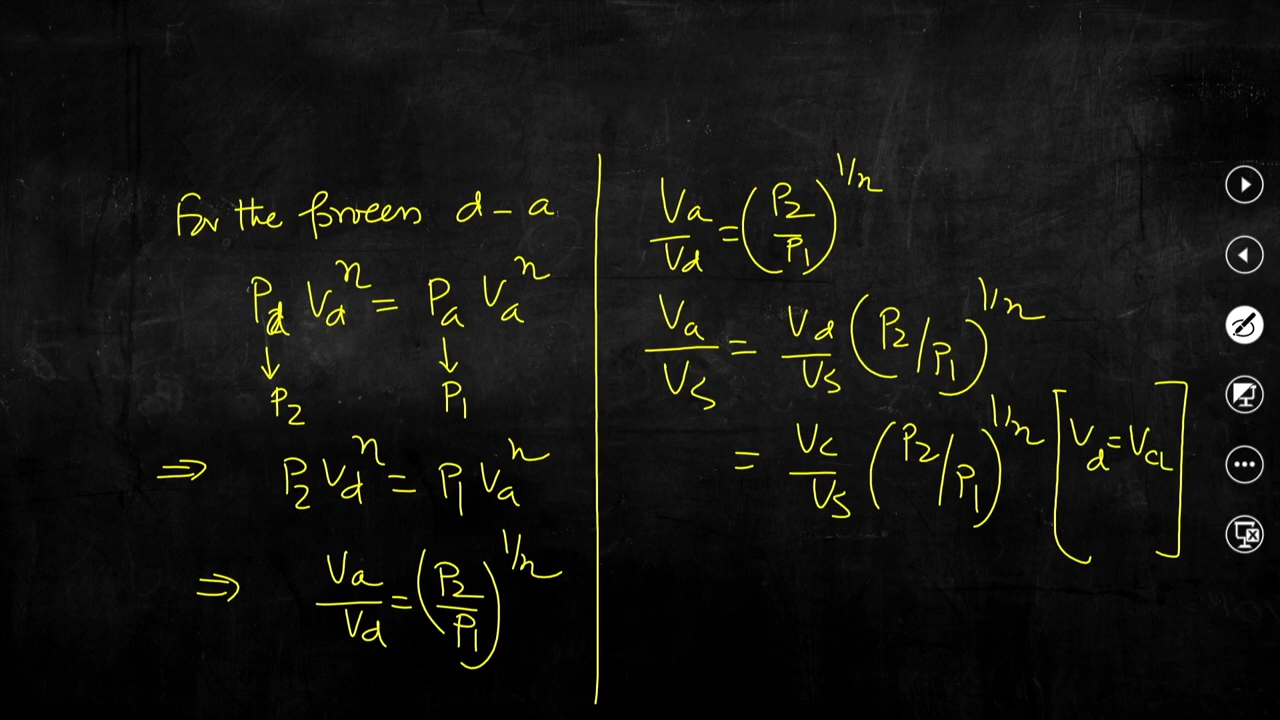 For the process d - a
P_d V_d^n = P_a V_a^n
↓ ↓
P_2 P_1
⇒ P_2 V_d^n = P_1 V_a^n
⇒ V_a/V_d = (P_2/P_1)^{1/n}
V_a/V_d = (P_2/P_1)^{1/n}
V_a/V_s = V_d/V_s (P_2/P_1)^{1/n}
= V_c/V_s (P_2/P_1)^{1/n} [V_d = V_cl]